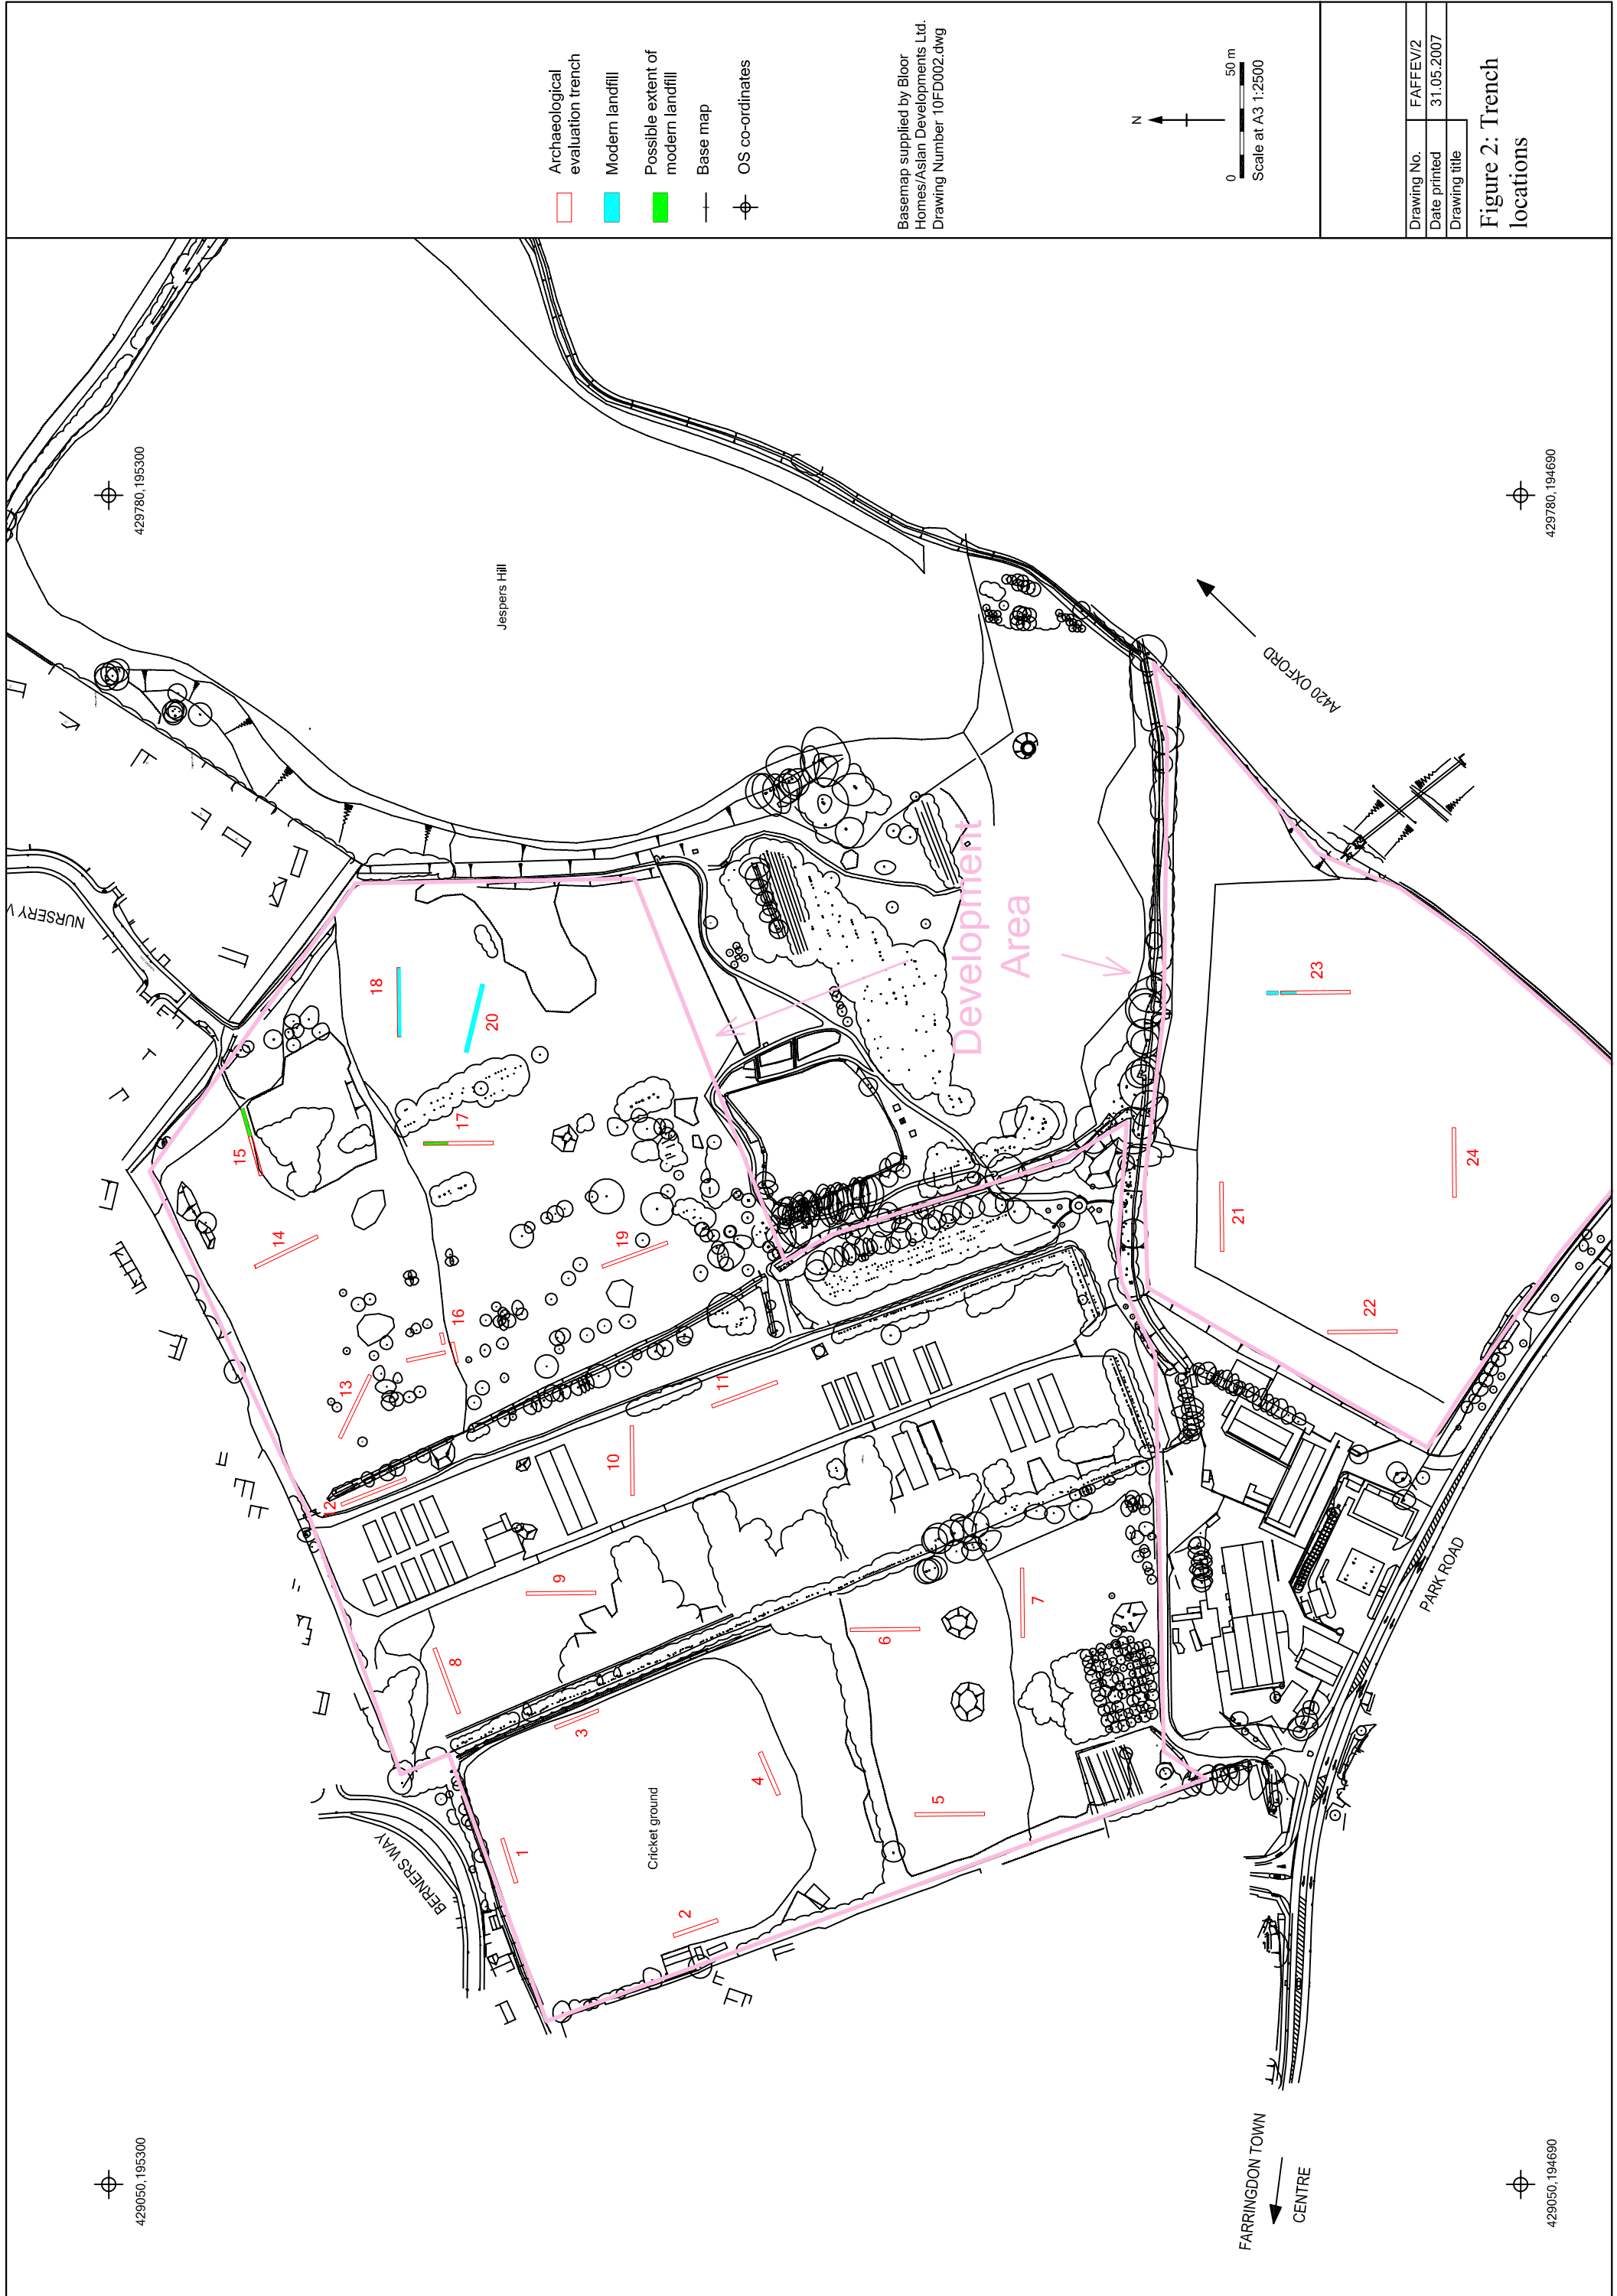 NURSERY
Jespers Hill
429780,195300
429780,194690
429050,195300
429050,194690
18
20
15
17
14
19
16
13
11
10
9
8
3
4
1
2
Cricket ground
5
6
7
21
22
23
24
Development
Area
BERNERS WAY
PARK ROAD
A420 OXFORD
FARRINGDON TOWN
CENTRE
Archaeological
evaluation trench
Modern landfill
Possible extent of
modern landfill
Base map
OS co-ordinates
Basemap supplied by Bloor
Homes/Aslan Developments Ltd.
Drawing Number 10FD002.dwg
N
0
50 m
Scale at A3 1:2500
Drawing No. FAFFEV/2
Date printed 31.05.2007
Drawing title
Figure 2: Trench
locations